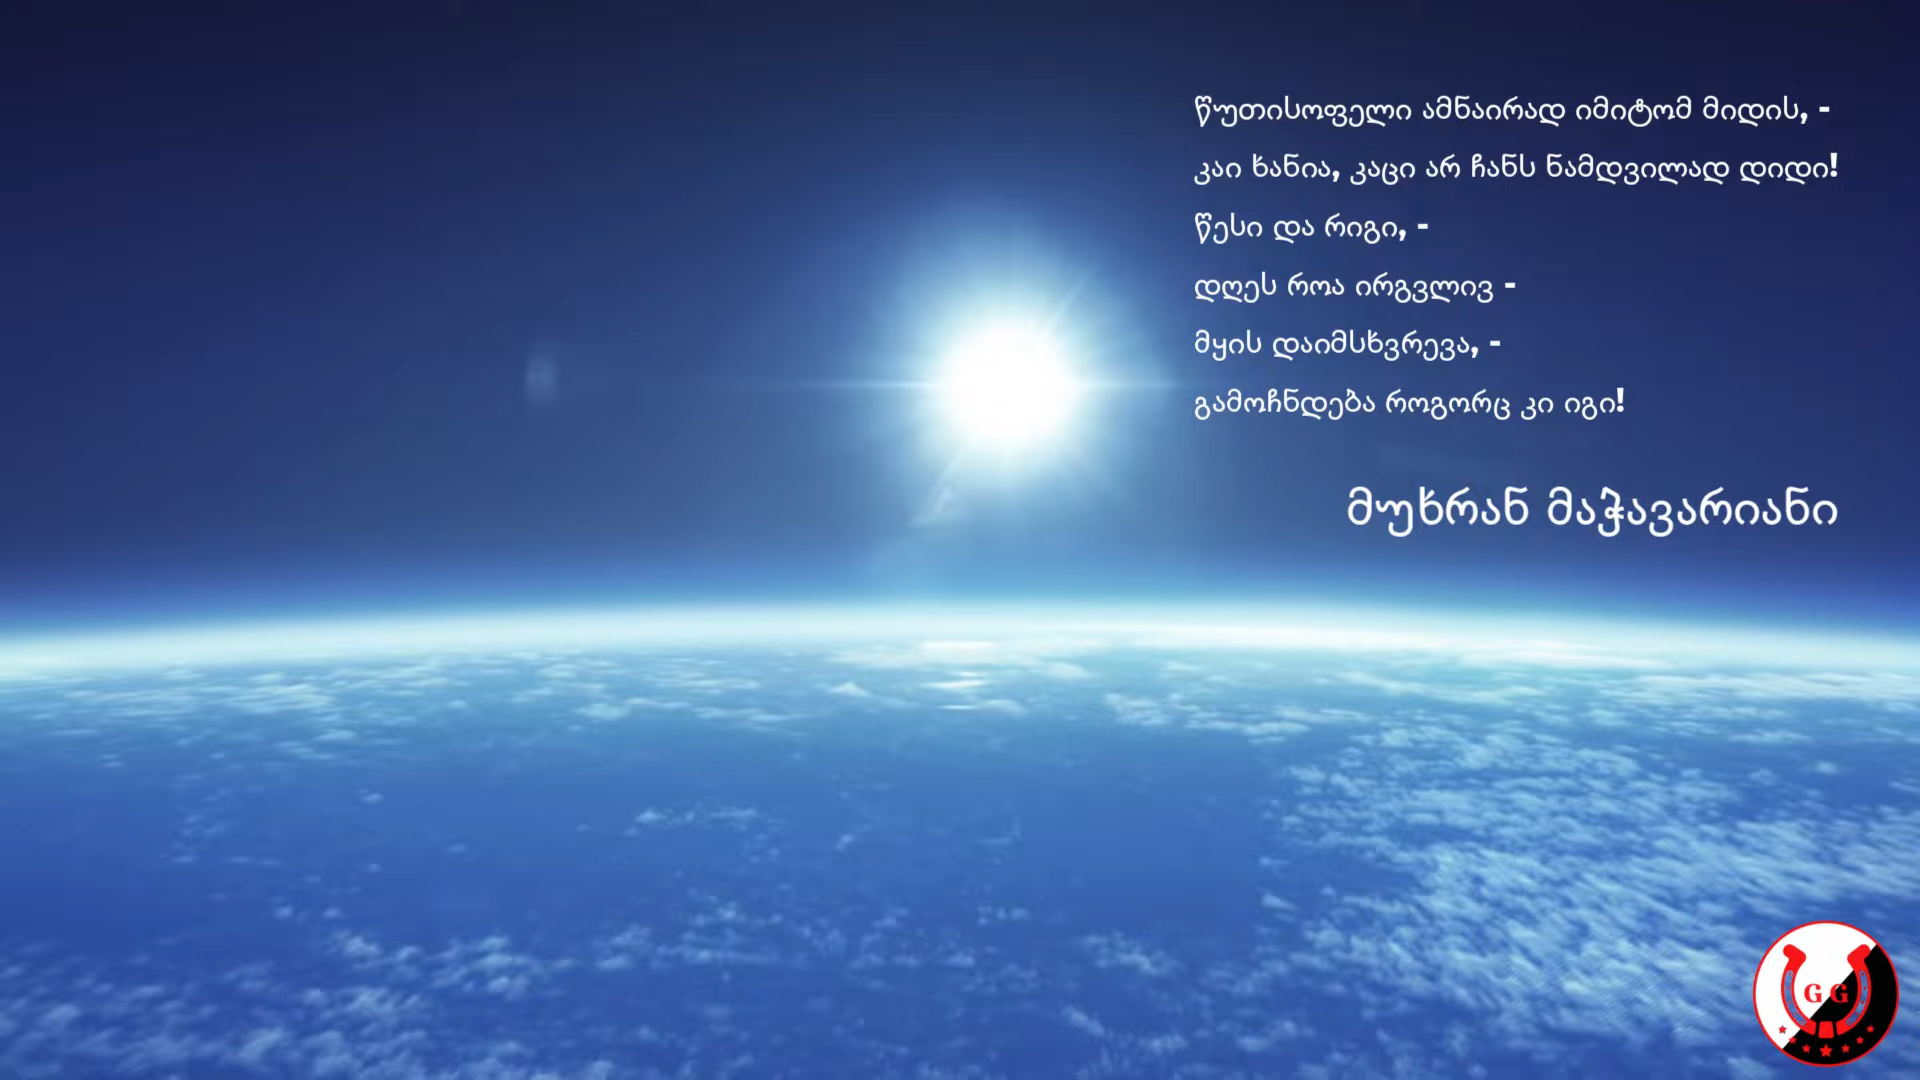 წუთისოფელი ამნაირად იმიტომ მიდის, -
კაი ხანია, კაცი არ ჩანს ნამდვილად დიდი!
წესი და რიგი, -
დღეს როა ირგვლივ -
მყის დაიმსხვრევა, -
გამოჩნდება როგორც კი იგი!
მუხრან მაჭავარიანი
G G